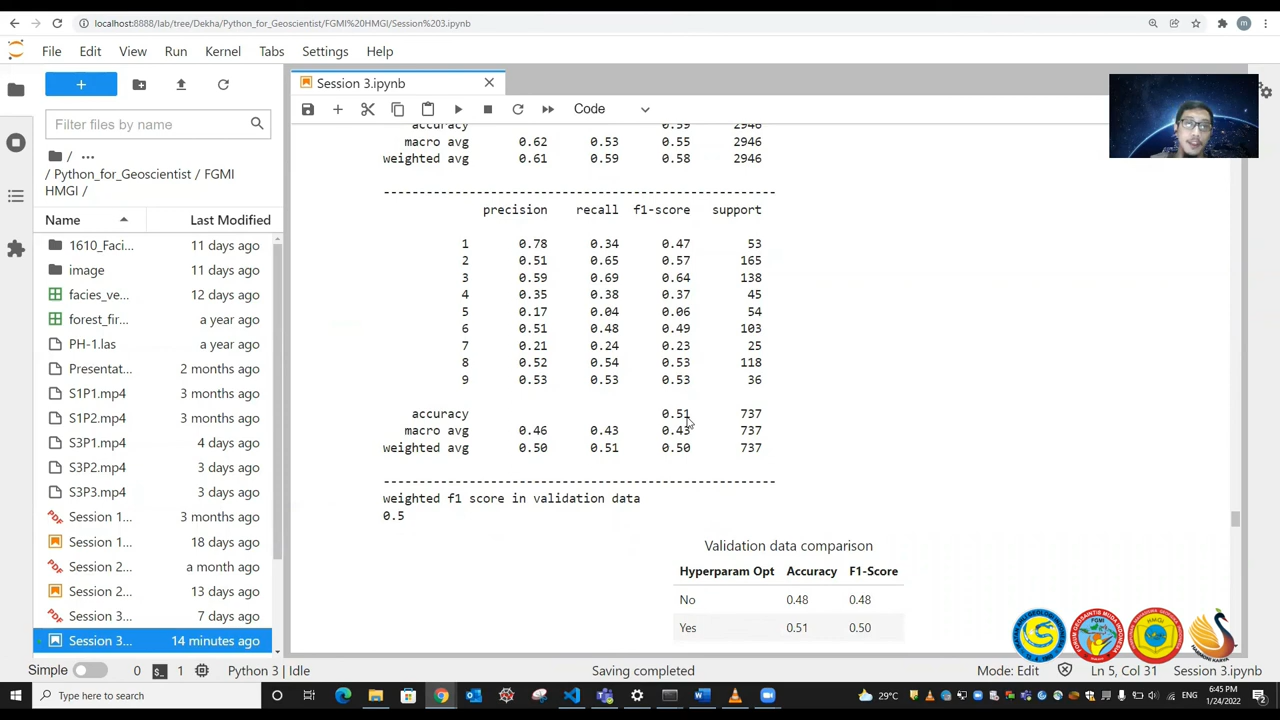 localhost:8888/lab/tree/Dekha/Python_for_Geoscientist/FGMI%20HMGI/Session%203.ipynb
m
File Edit View Run Kernel Tabs Settings Help
Session 3.ipynb
Code
Filter files by name
/ ···
/ Python_for_Geoscientist / FGMI
HMGI /
Name Last Modified
1610_Faci... 11 days ago
image 11 days ago
facies_ve... 12 days ago
forest_fir... a year ago
PH-1.las a year ago
Presentat... 2 months ago
S1P1.mp4 2 months ago
S1P2.mp4 2 months ago
S3P1.mp4 4 days ago
S3P2.mp4 3 days ago
S3P3.mp4 3 days ago
Session 1... 3 months ago
Session 1... 18 days ago
Session 2... a month ago
Session 2... 13 days ago
Session 3... 7 days ago
Session 3... 14 minutes ago
accuracy 0.59 2946
macro avg 0.62 0.53 0.55 2946
weighted avg 0.61 0.59 0.58 2946
precision recall f1-score support
1 0.78 0.34 0.47 53
2 0.51 0.65 0.57 165
3 0.59 0.69 0.64 138
4 0.35 0.38 0.37 45
5 0.17 0.04 0.06 54
6 0.51 0.48 0.49 103
7 0.21 0.24 0.23 25
8 0.52 0.54 0.53 118
9 0.53 0.53 0.53 36
accuracy 0.51 737
macro avg 0.46 0.43 0.43 737
weighted avg 0.50 0.51 0.50 737
weighted f1 score in validation data
0.5
Validation data comparison
Hyperparam Opt Accuracy F1-Score
No 0.48 0.48
Yes 0.51 0.50
FGMI
HMGI
Simple 0 1 Python 3 | Idle Saving completed Mode: Edit Ln 5, Col 31 Session 3.ipynb
Type here to search
29°C
ENG
6:45 PM
1/24/2022